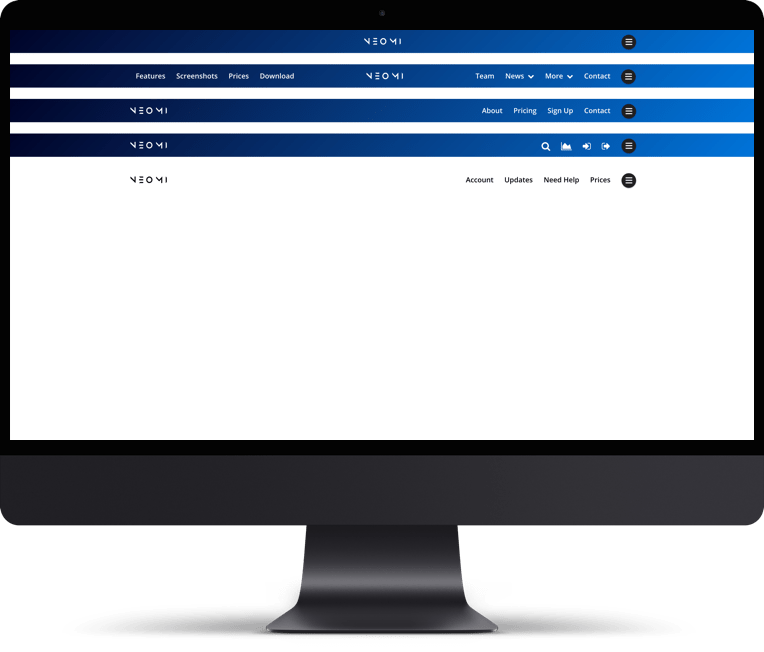 NEOMI
Features Screenshots Prices Download NEOMI Team News More Contact
NEOMI About Pricing Sign Up Contact
NEOMI
NEOMI Account Updates Need Help Prices